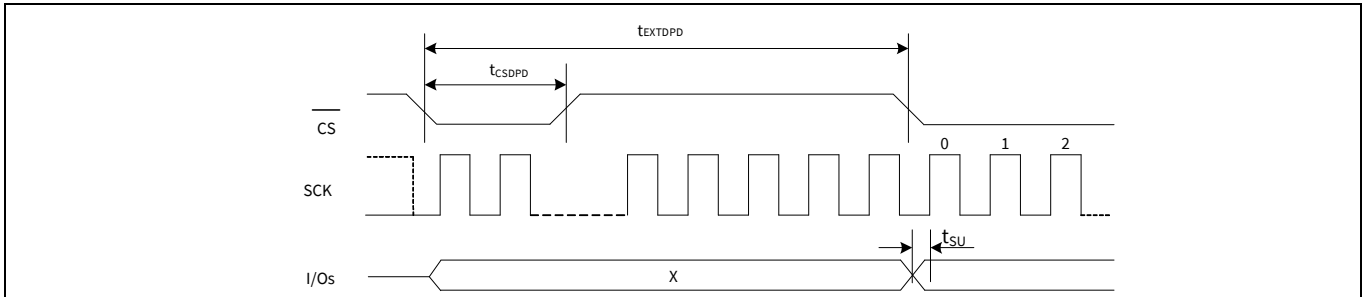 tEXTDPD
tCSDPD
CS
0 1 2
SCK
tSU
I/Os X